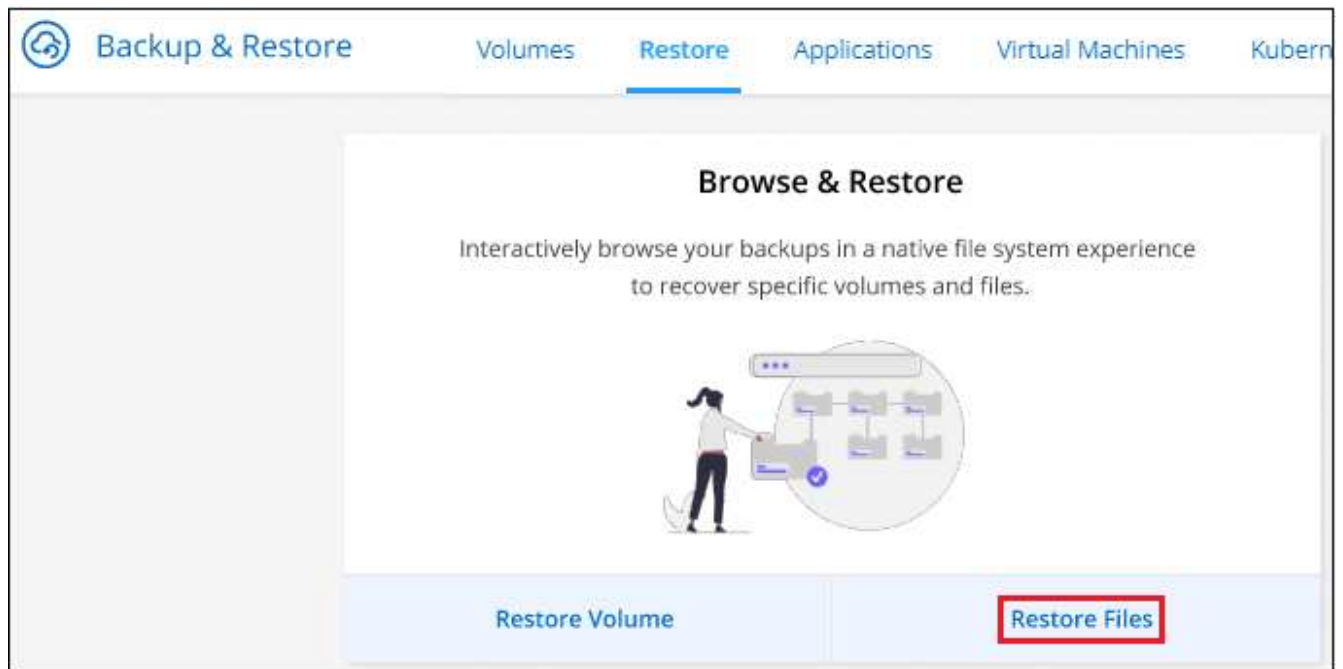 Backup & Restore Volumes Restore Applications Virtual Machines Kubern
Browse & Restore
Interactively browse your backups in a native file system experience
to recover specific volumes and files.
Restore Volume Restore Files